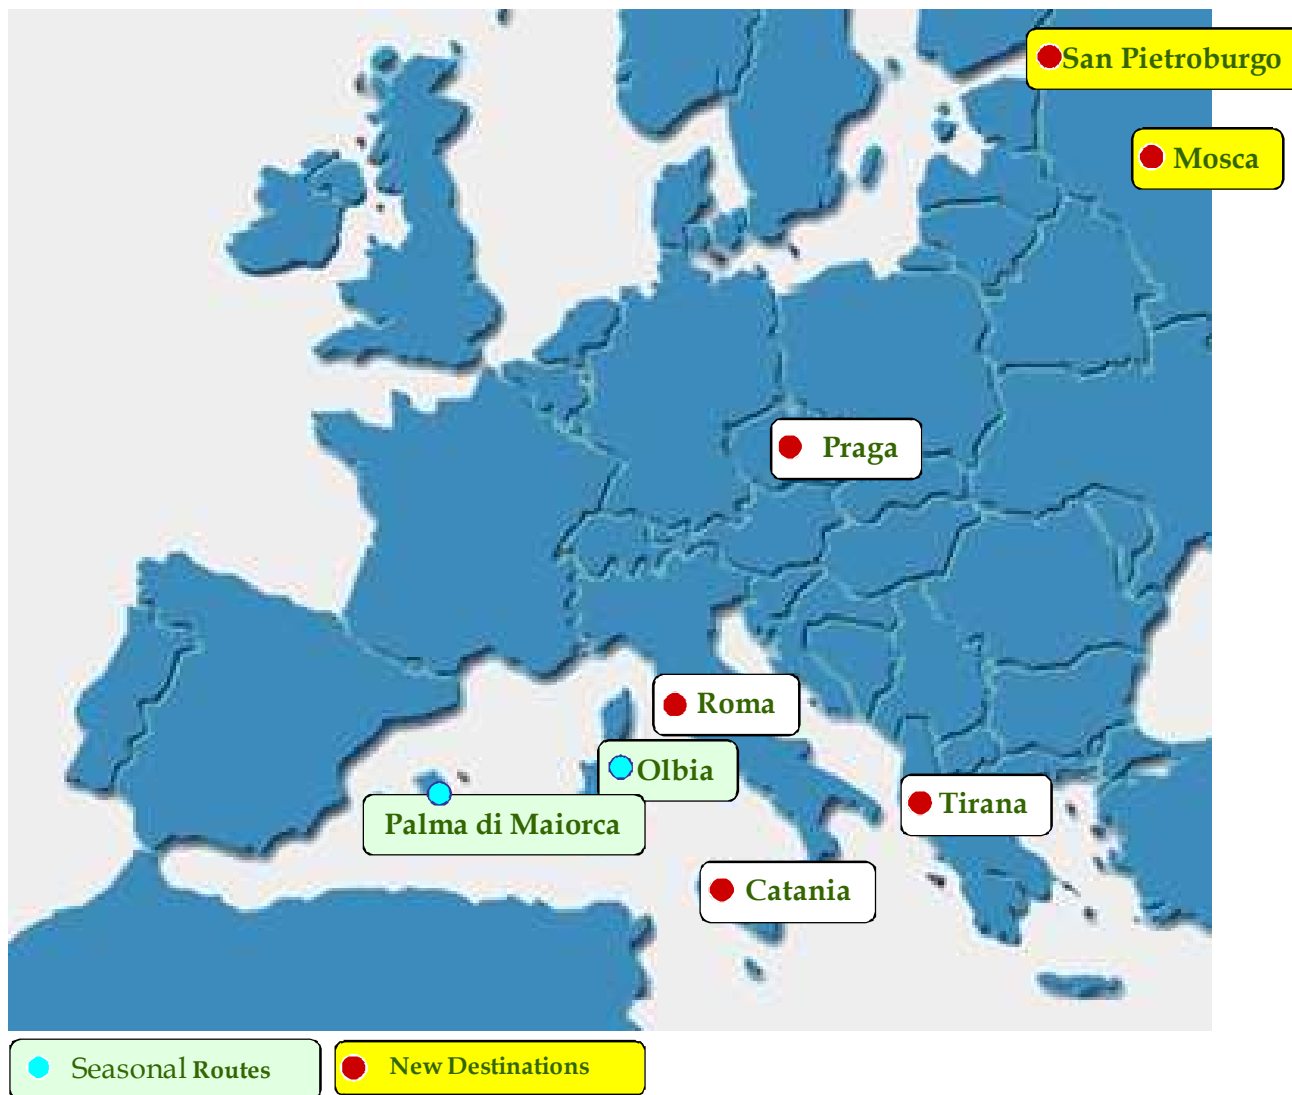 San Pietroburgo
Mosca
Praga
Roma
Olbia
Palma di Maiorca
Tirana
Catania
Seasonal Routes
New Destinations